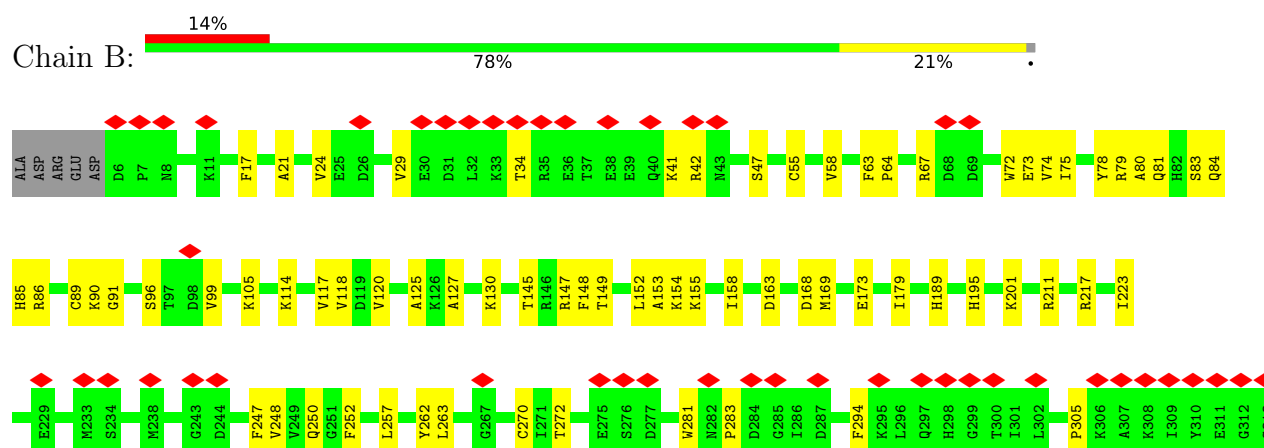 14%
Chain B:
78% 21% •
ALA ASP ARG GLU ASP D6 P7 N8 K11 F17 A21 V24 E25 D26 V29 E30 D31 L32 K33 T34 R35 E36 T37 E38 E39 Q40 K41 R42 N43 S47 C55 V58 F63 P64 R67 D68 D69 W72 E73 V74 I75 Y78 R79 A80 Q81 H82 S83 Q84
H85 R86 C89 K90 G91 S96 T97 D98 V99 K105 K114 V117 V118 D119 V120 A125 K126 A127 K130 T145 R146 R147 F148 T149 L152 A153 K154 K155 I158 D163 D168 M169 E173 I179 H189 H195 K201 R211 R217 I223
E229 M233 S234 M238 G243 D244 F247 V248 V249 Q250 G251 F252 L257 Y262 L263 G267 C270 I271 T272 E275 S276 D277 W281 N282 P283 D284 G285 I286 D287 F294 K295 L296 Q297 H298 G299 T300 I301 L302 P305 K306 A307 K308 I309 Y310 E311 G312